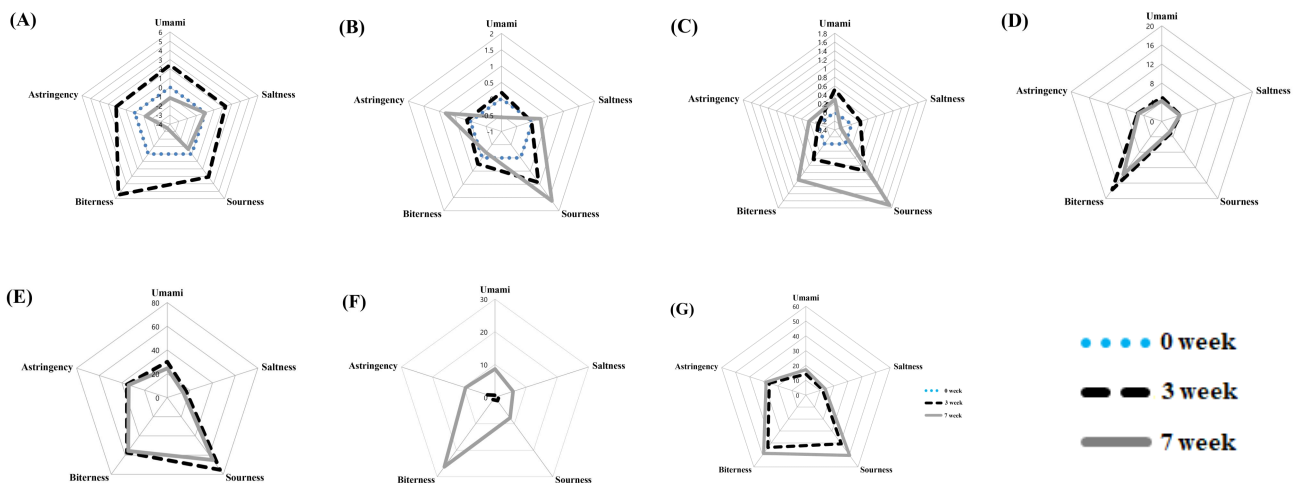 (A)
Umami
6
5
4
3
2
1
0
-1
-2
-3
-4
Saltness
Sourness
Biterness
Astringency
(B)
Umami
2
1.5
1
0.5
0
-0.5
-1
Saltness
Sourness
Biterness
Astringency
(C)
Umami
1.8
1.6
1.4
1.2
1
0.8
0.6
0.4
0.2
0
Saltness
Sourness
Biterness
Astringency
(D)
Umami
20
16
12
8
4
0
Saltness
Sourness
Biterness
Astringency
(E)
Umami
80
60
40
20
0
Saltness
Sourness
Biterness
Astringency
(F)
Umami
30
20
10
0
Saltness
Sourness
Biterness
Astringency
(G)
Umami
60
50
40
30
20
10
0
Saltness
Sourness
Biterness
Astringency
0 week
3 week
7 week
0 week
3 week
7 week